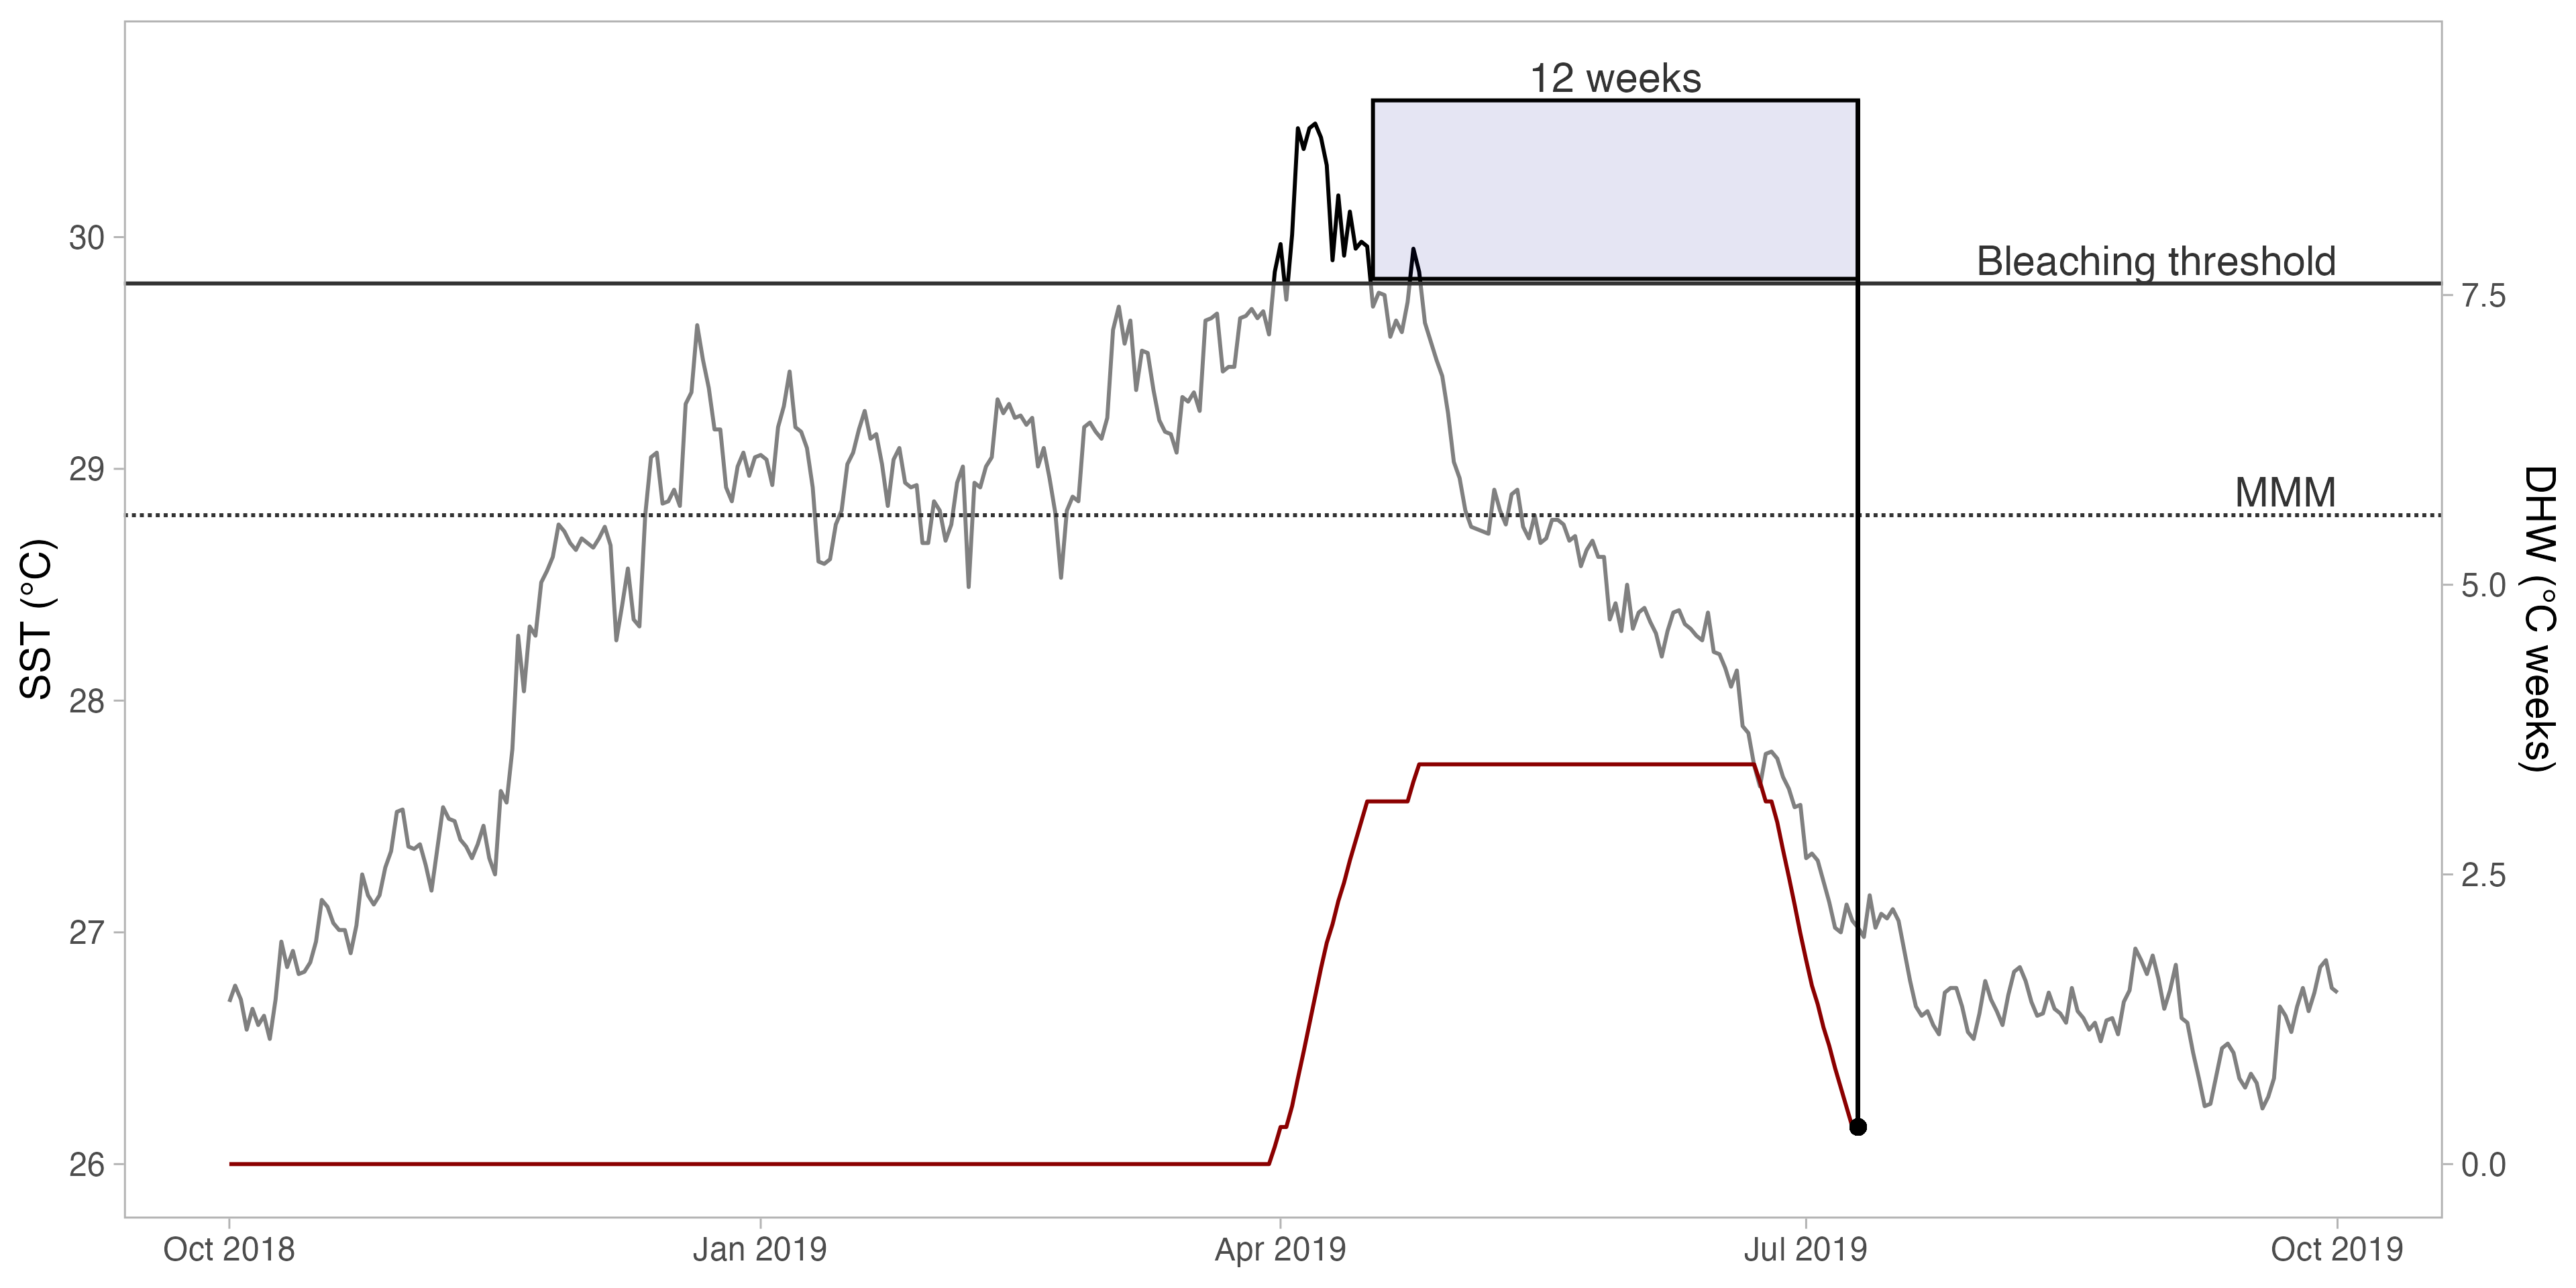 12 weeks
Bleaching threshold
MMM
SST (°C)
30
29
28
27
26
DHW (°C weeks)
7.5
5.0
2.5
0.0
Oct 2018
Jan 2019
Apr 2019
Jul 2019
Oct 2019